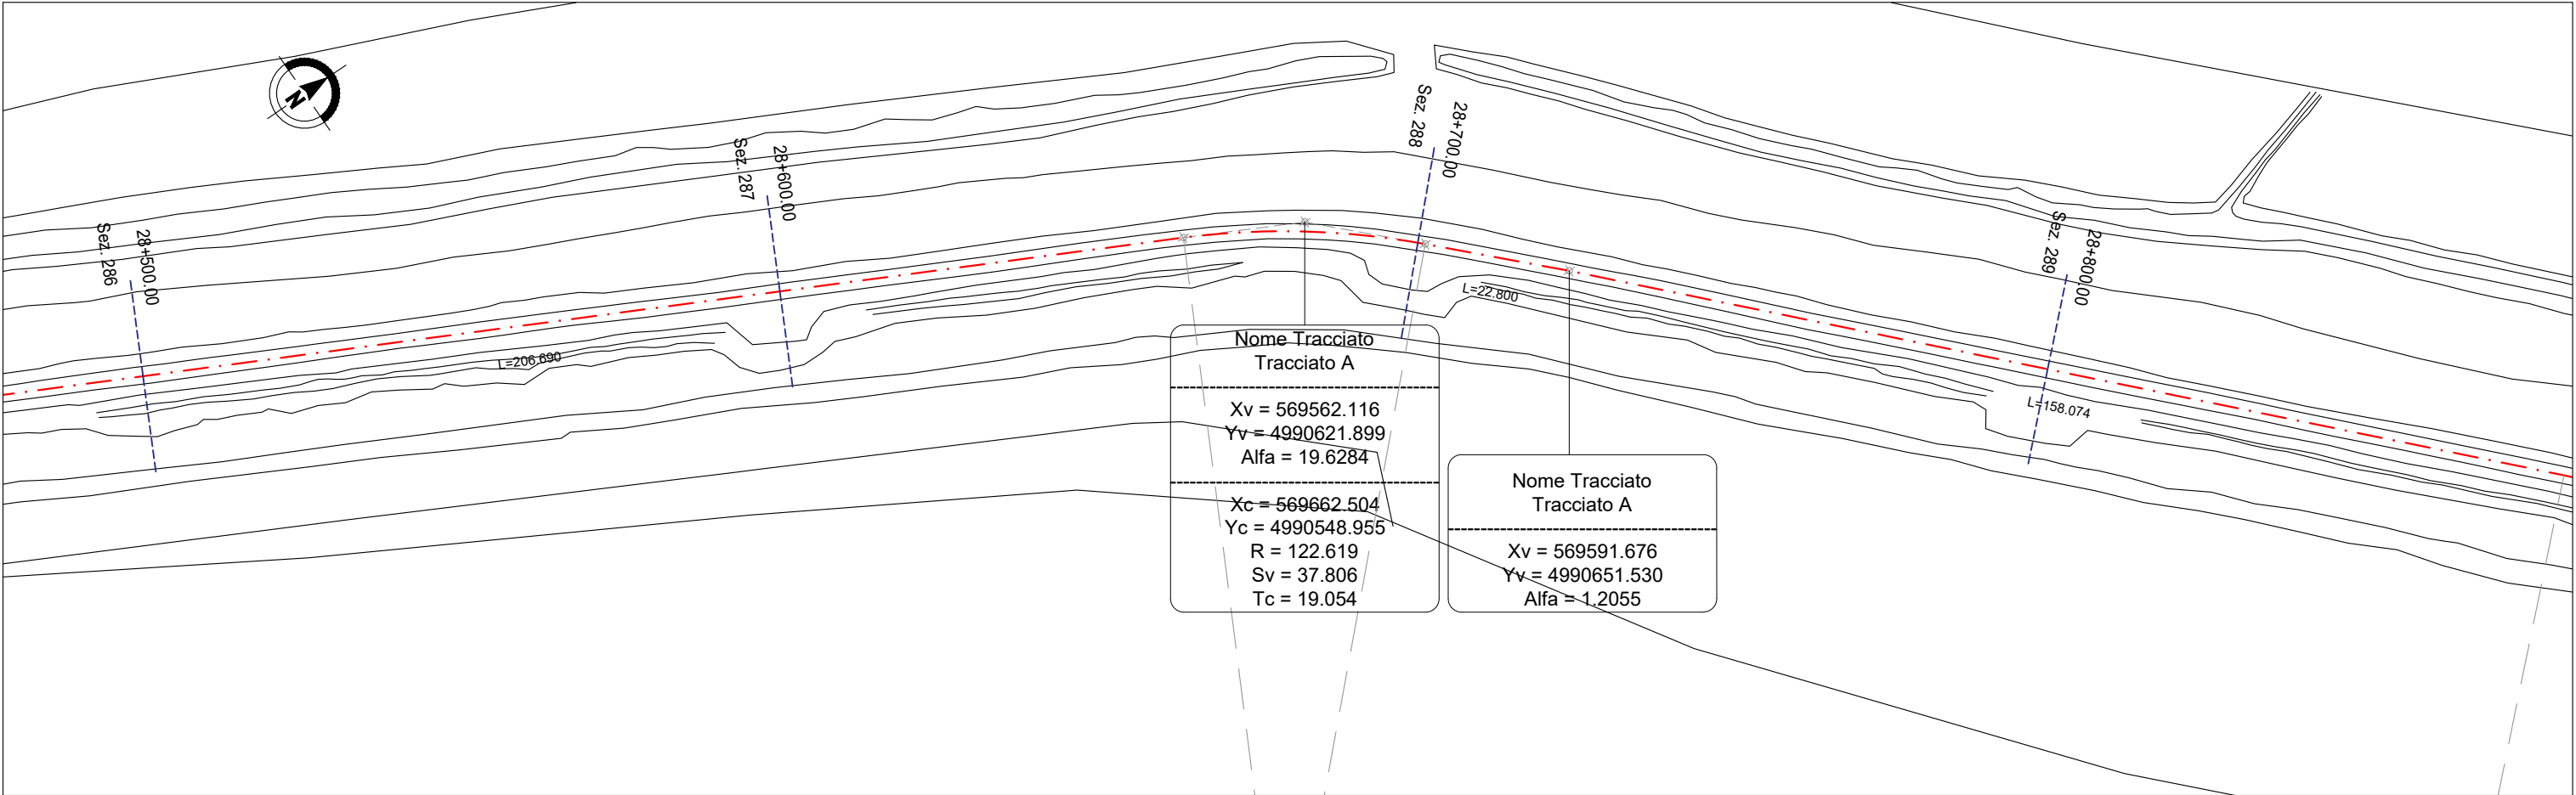 N
Sez. 286
28+500.00
L=206.690
Sez. 287
28+600.00
Sez. 288
28+700.00
L=22.800
Sez. 289
28+800.00
L=158.074
Nome Tracciato
Tracciato A
Xv = 569562.116
Yv = 4990621.899
Alfa = 19.6284
Xc = 569662.504
Yc = 4990548.955
R = 122.619
Sv = 37.806
Tc = 19.054
Nome Tracciato
Tracciato A
Xv = 569591.676
Yv = 4990651.530
Alfa = 1.2055